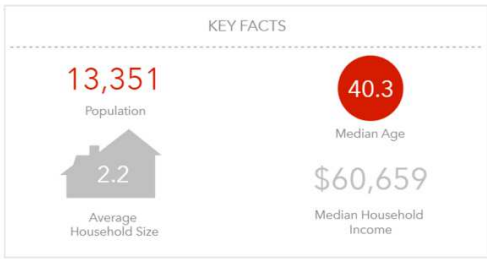 KEY FACTS
13,351
Population
40.3
Median Age
2.2
Average
Household Size
$60,659
Median Household
Income